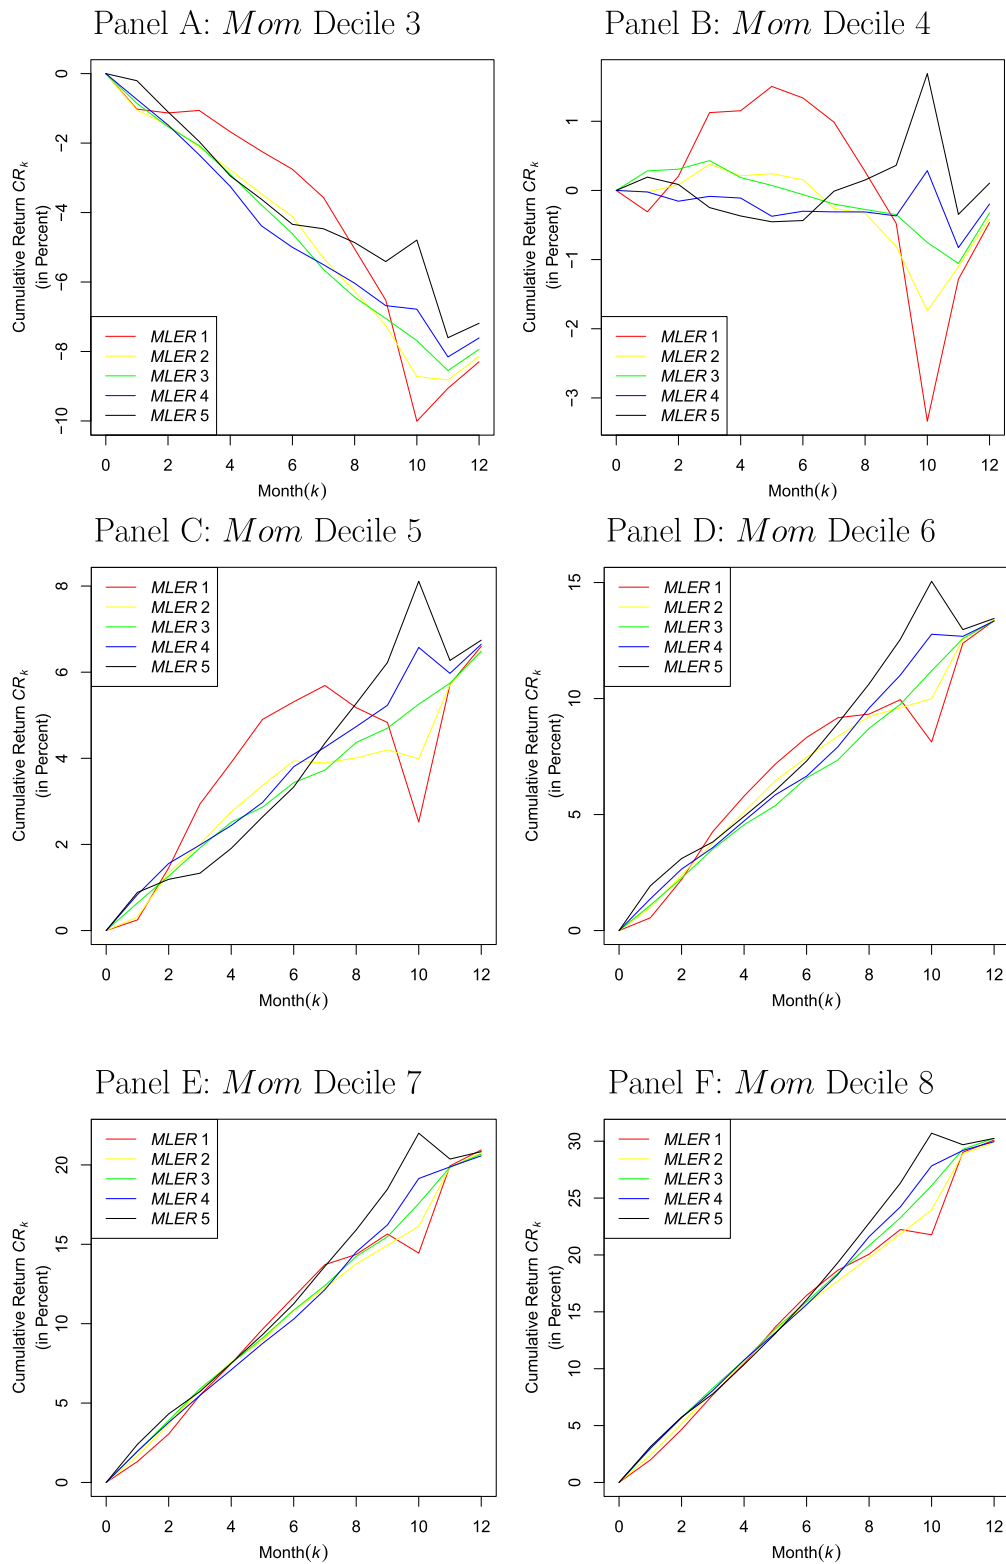 Panel A: Mom Decile 3
0
−2
−4
−6
−8
−10
Cumulative Return CRk
(in Percent)
MLER 1
MLER 2
MLER 3
MLER 4
MLER 5
0 2 4 6 8 10 12
Month(k)
Panel B: Mom Decile 4
1
0
−1
−2
−3
Cumulative Return CRk
(in Percent)
MLER 1
MLER 2
MLER 3
MLER 4
MLER 5
0 2 4 6 8 10 12
Month(k)
Panel C: Mom Decile 5
8
6
4
2
0
Cumulative Return CRk
(in Percent)
MLER 1
MLER 2
MLER 3
MLER 4
MLER 5
0 2 4 6 8 10 12
Month(k)
Panel D: Mom Decile 6
15
10
5
0
Cumulative Return CRk
(in Percent)
MLER 1
MLER 2
MLER 3
MLER 4
MLER 5
0 2 4 6 8 10 12
Month(k)
Panel E: Mom Decile 7
20
15
10
5
0
Cumulative Return CRk
(in Percent)
MLER 1
MLER 2
MLER 3
MLER 4
MLER 5
0 2 4 6 8 10 12
Month(k)
Panel F: Mom Decile 8
30
25
20
15
10
5
0
Cumulative Return CRk
(in Percent)
MLER 1
MLER 2
MLER 3
MLER 4
MLER 5
0 2 4 6 8 10 12
Month(k)